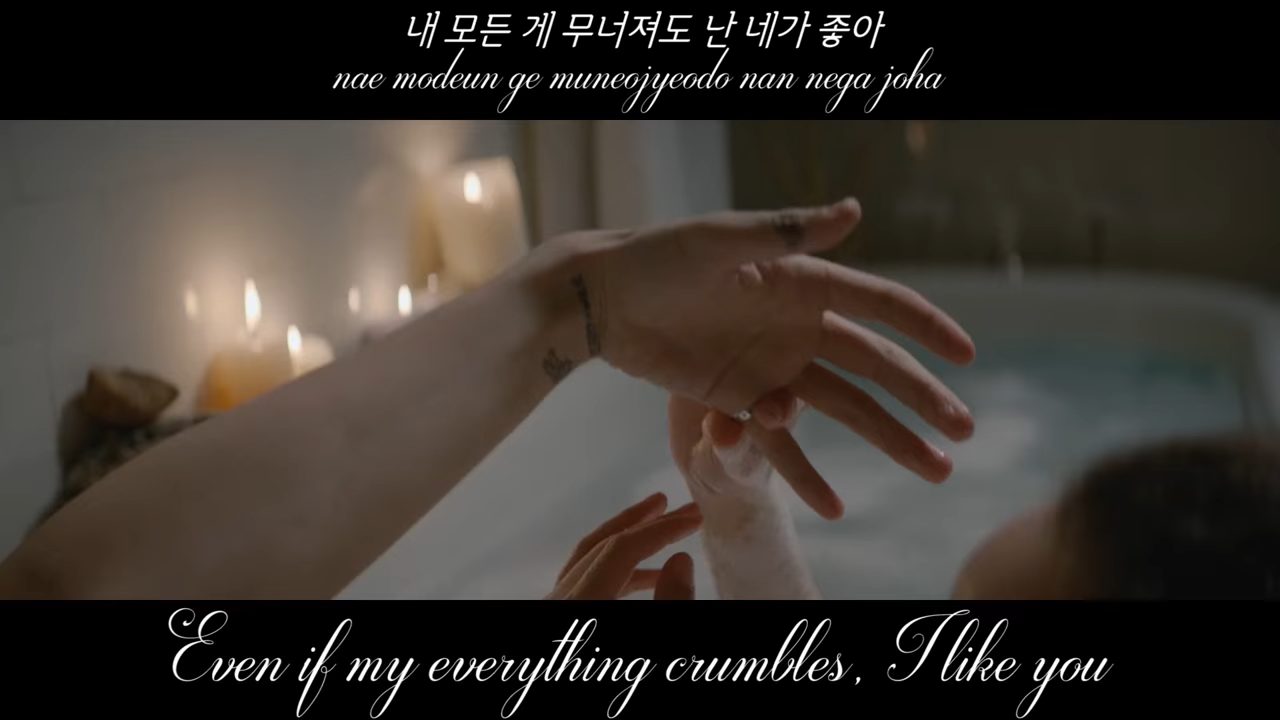 내 모든 게 무너져도 난 네가 좋아
nae modeun ge muneojyeodo nan nega joha
Even if my everything crumbles, I like you